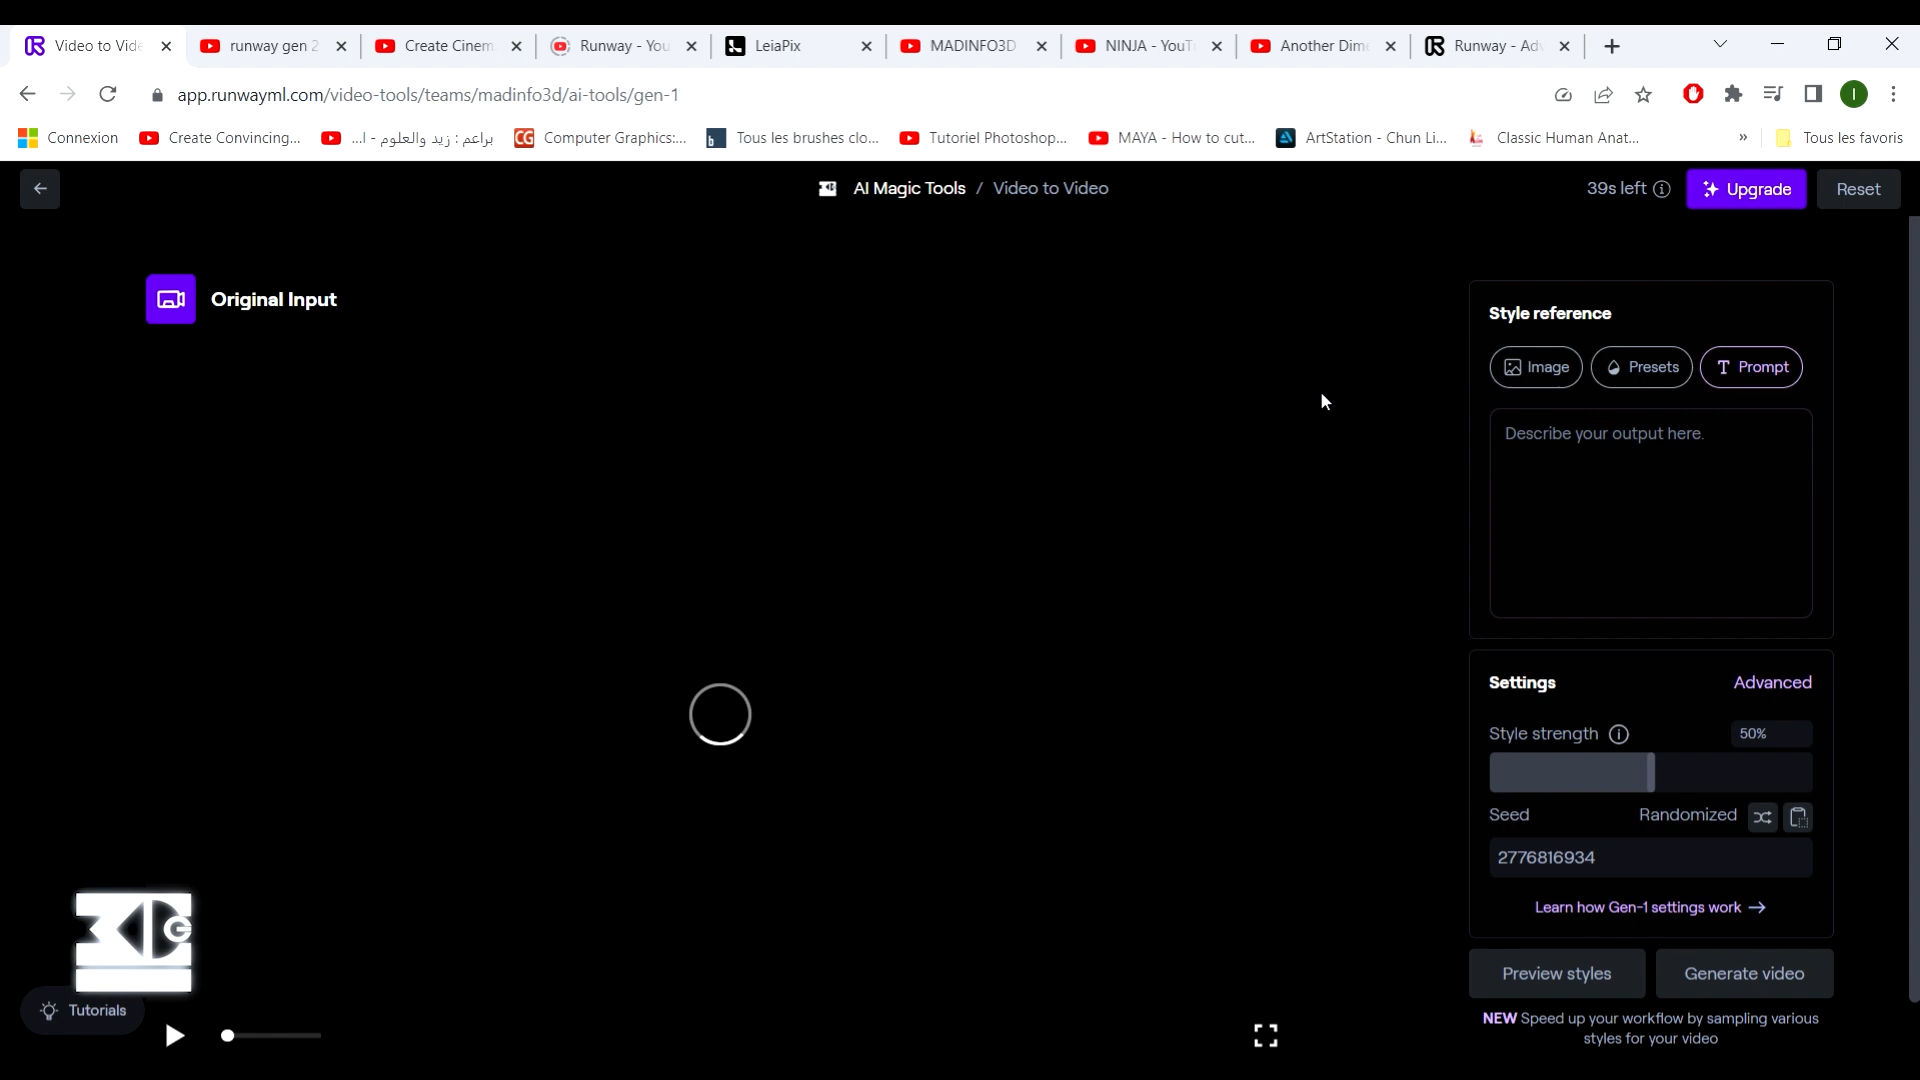 Video to Vide
runway gen 2
Create Cinem
Runway - You
LeiaPix
MADINFO3D
NINJA - YouT
Another Dim
Runway - Adv
app.runwayml.com/video-tools/teams/madinfo3d/ai-tools/gen-1
I
Connexion
Create Convincing...
براعم : زيد والعلوم - ا...
Computer Graphics:...
Tous les brushes clo...
Tutoriel Photoshop...
MAYA - How to cut...
ArtStation - Chun Li...
Classic Human Anat...
»
Tous les favoris
AI Magic Tools / Video to Video
39s left
Upgrade
Reset
Original Input
Style reference
Image
Presets
Prompt
Describe your output here.
Settings
Advanced
Style strength
50%
Seed
Randomized
2776816934
Learn how Gen-1 settings work →
Preview styles
Generate video
NEW Speed up your workflow by sampling various
styles for your video
Tutorials